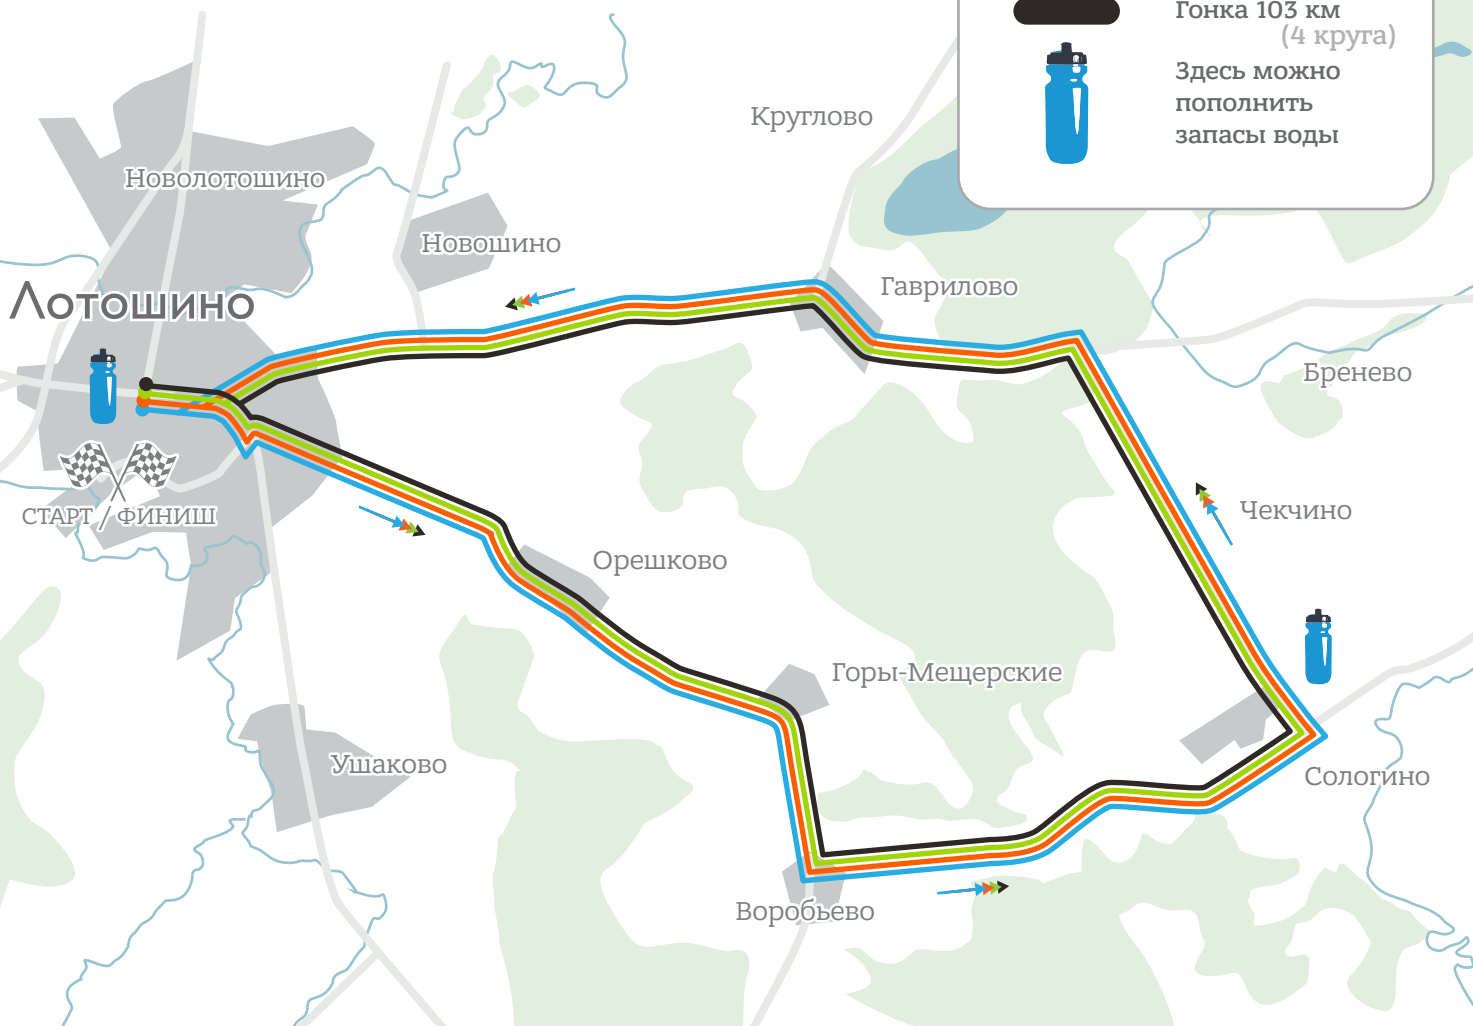 Гонка 103 км
(4 круга)
Здесь можно
пополнить
запасы воды
Круглово
Новолотошино
Новошино
Гаврилово
Лотошино
Бренево
СТАРТ / ФИНИШ
Чекчино
Орешково
Горы-Мещерские
Ушаково
Сологино
Воробьево